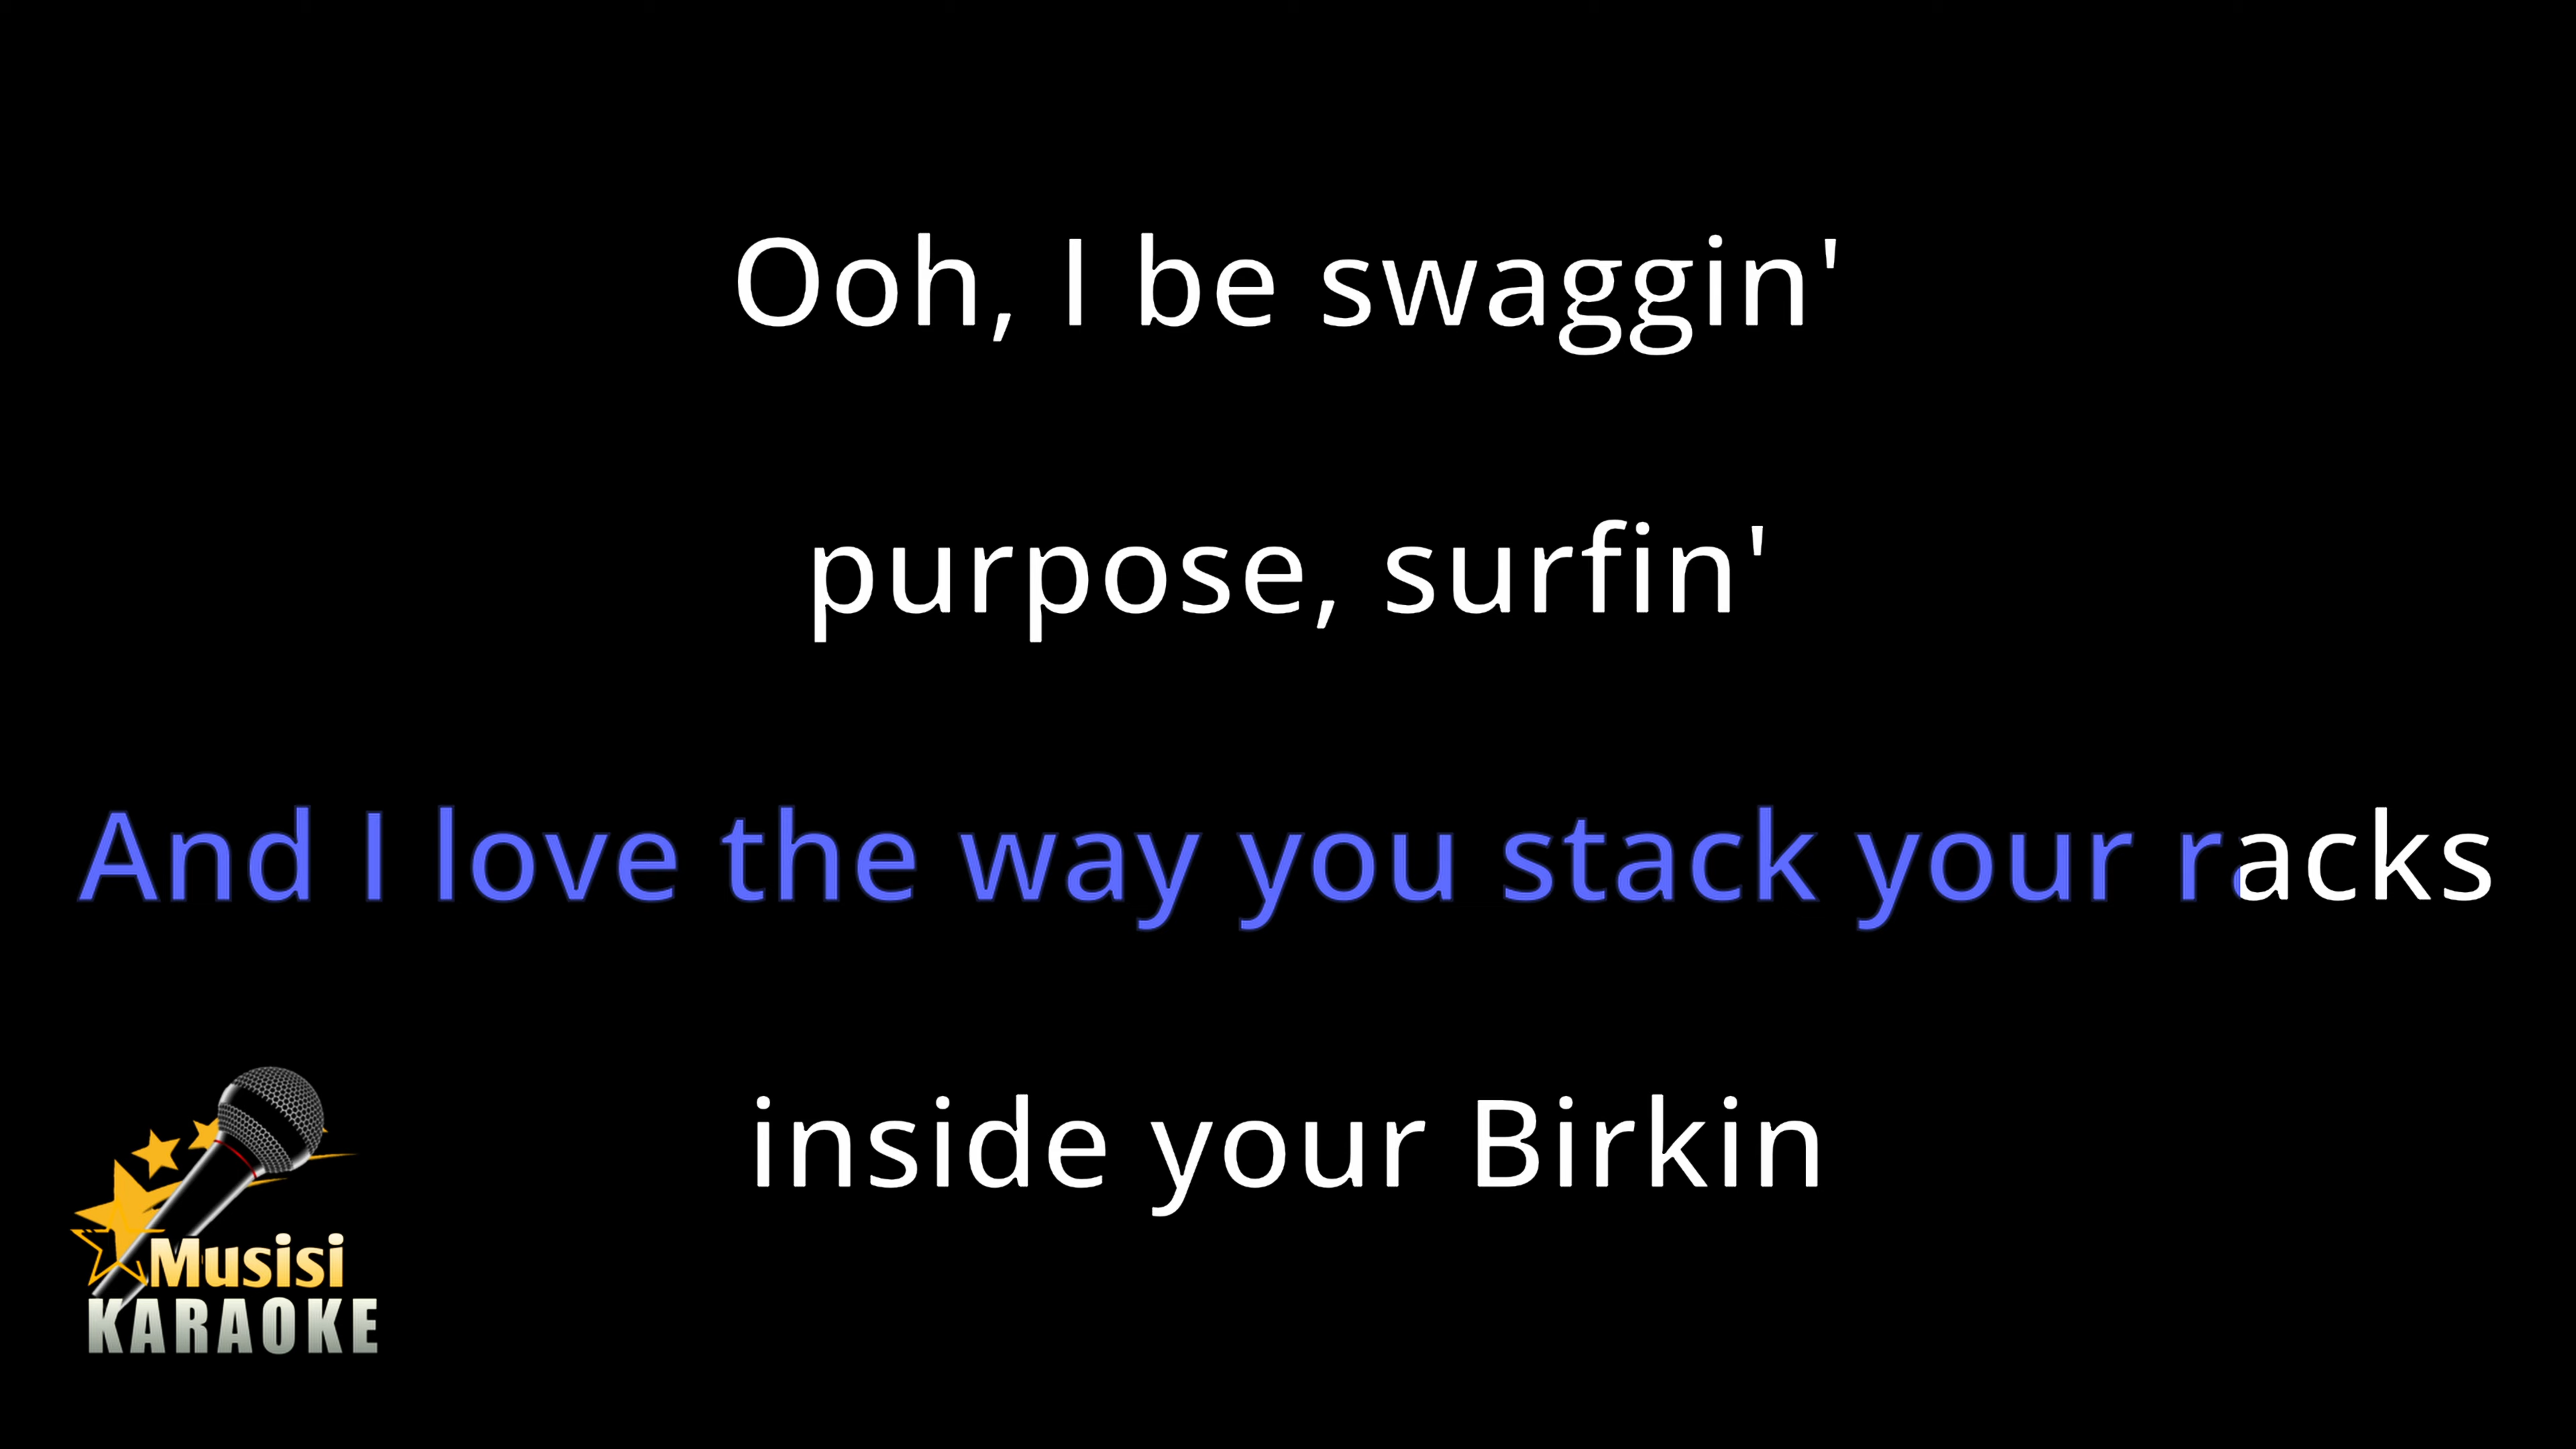 Ooh, I be swaggin'
purpose, surfin'
And I love the way you stack your racks
inside your Birkin
Musisi
KARAOKE